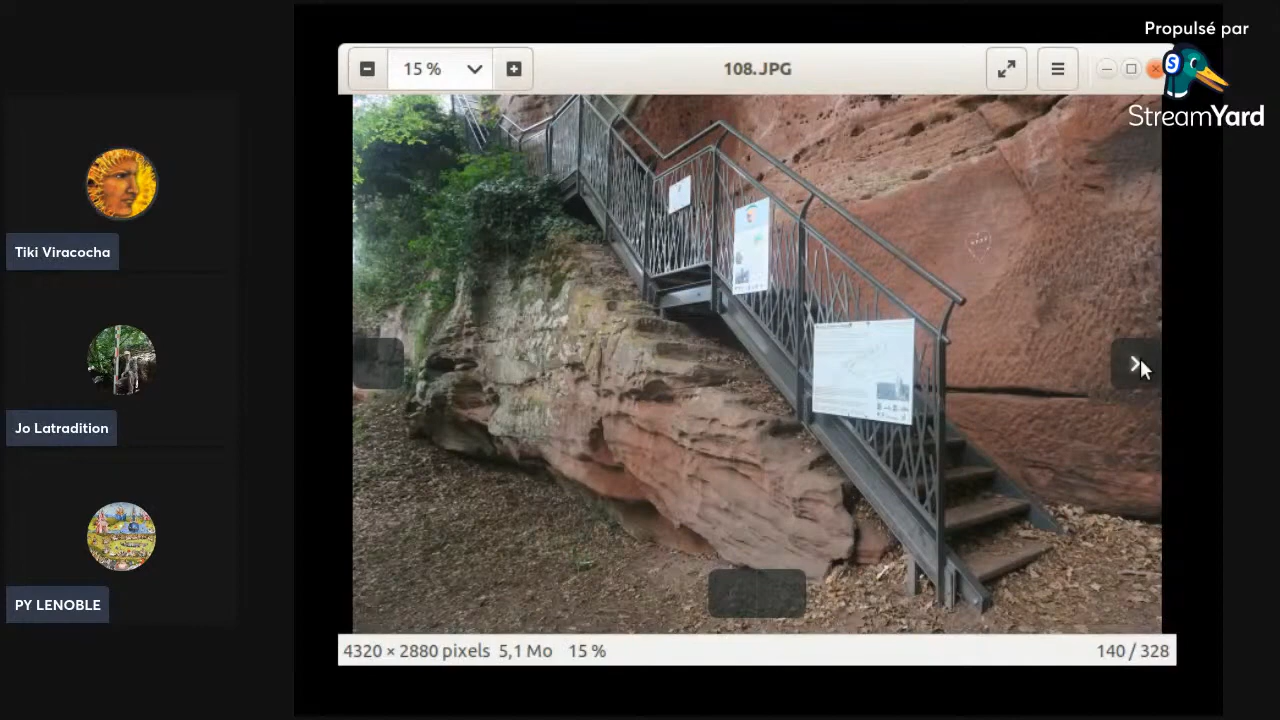 Propulsé par
StreamYard
15 %
108.JPG
Tiki Viracocha
Jo Latradition
PY LENOBLE
4320 × 2880 pixels 5,1 Mo 15 %
140 / 328